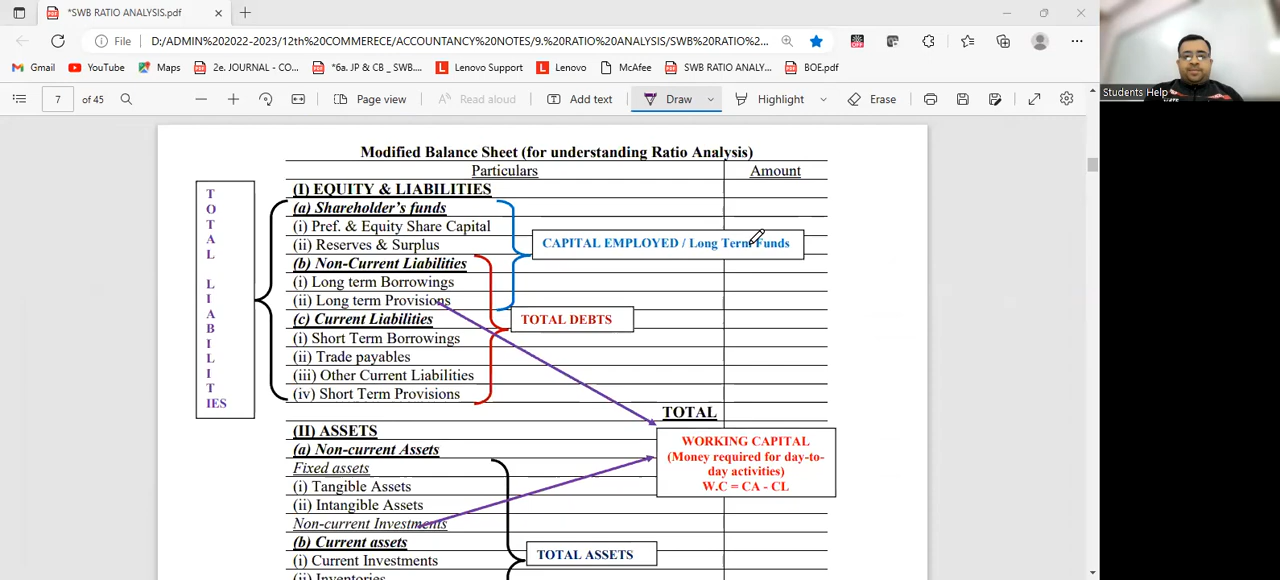 *SWB RATIO ANALYSIS.pdf
File D:/ADMIN%202022-2023/12th%20COMMERECE/ACCOUNTANCY%20NOTES/9.%20RATIO%20ANALYSIS/SWB%20RATIO%2...
Gmail YouTube Maps 2e. JOURNAL - CO... *6a. JP & CB _ SWB.... Lenovo Support Lenovo McAfee SWB RATIO ANALY... BOE.pdf
7 of 45 Page view Read aloud Add text Draw Highlight Erase
Students Help
Modified Balance Sheet (for understanding Ratio Analysis)
Particulars Amount
TOTAL LIABILITIES
(I) EQUITY & LIABILITIES
(a) Shareholder's funds
(i) Pref. & Equity Share Capital
(ii) Reserves & Surplus
CAPITAL EMPLOYED / Long Term Funds
(b) Non-Current Liabilities
(i) Long term Borrowings
(ii) Long term Provisions
(c) Current Liabilities
TOTAL DEBTS
(i) Short Term Borrowings
(ii) Trade payables
(iii) Other Current Liabilities
(iv) Short Term Provisions
TOTAL
(II) ASSETS
(a) Non-current Assets
Fixed assets
(i) Tangible Assets
(ii) Intangible Assets
Non-current Investments
WORKING CAPITAL
(Money required for day-to-
day activities)
W.C = CA - CL
(b) Current assets
TOTAL ASSETS
(i) Current Investments
(ii) Inventories